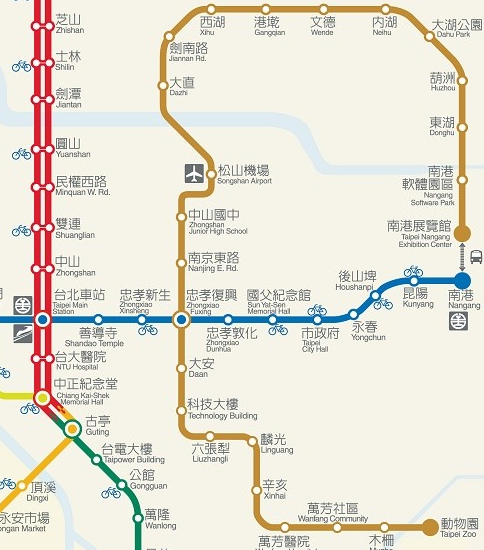 芝山
Zhishan
士林
Shilin
劍潭
Jiantan
圓山
Yuanshan
民權西路
Minquan W. Rd.
雙連
Shuanglian
中山
Zhongshan
台北車站
Taipei Main
Station
善導寺
Shandao Temple
忠孝新生
Zhongxiao
Xinsheng
台大醫院
NTU Hospital
中正紀念堂
Chiang Kai-Shek
Memorial Hall
古亭
Guting
台電大樓
Taipower Building
公館
Gongguan
萬隆
Wanlong
頂溪
Dingxi
永安市場
西湖
Xihu
港墘
Gangqian
文德
Wende
內湖
Neihu
大湖公園
Dahu Park
葫洲
Huzhou
東湖
Donghu
南港
軟體園區
Nangang
Software Park
南港展覽館
Taipei Nangang
Exhibition Center
劍南路
Jiannan Rd.
大直
Dazhi
松山機場
Songshan Airport
中山國中
Zhongshan
Junior High School
南京東路
Nanjing E. Rd.
忠孝復興
Zhongxiao
Fuxing
忠孝敦化
Zhongxiao
Dunhua
國父紀念館
Sun Yat-Sen
Memorial Hall
市政府
Taipei
City Hall
永春
Yongchun
後山埤
Houshanpi
昆陽
Kunyang
南港
Nangang
大安
Daan
科技大樓
Technology Building
六張犁
Liuzhangli
麟光
Linguang
辛亥
Xinhai
萬芳醫院
Wanfang Hospital
萬芳社區
Wanfang Community
木柵
Muzha
動物園
Taipei Zoo